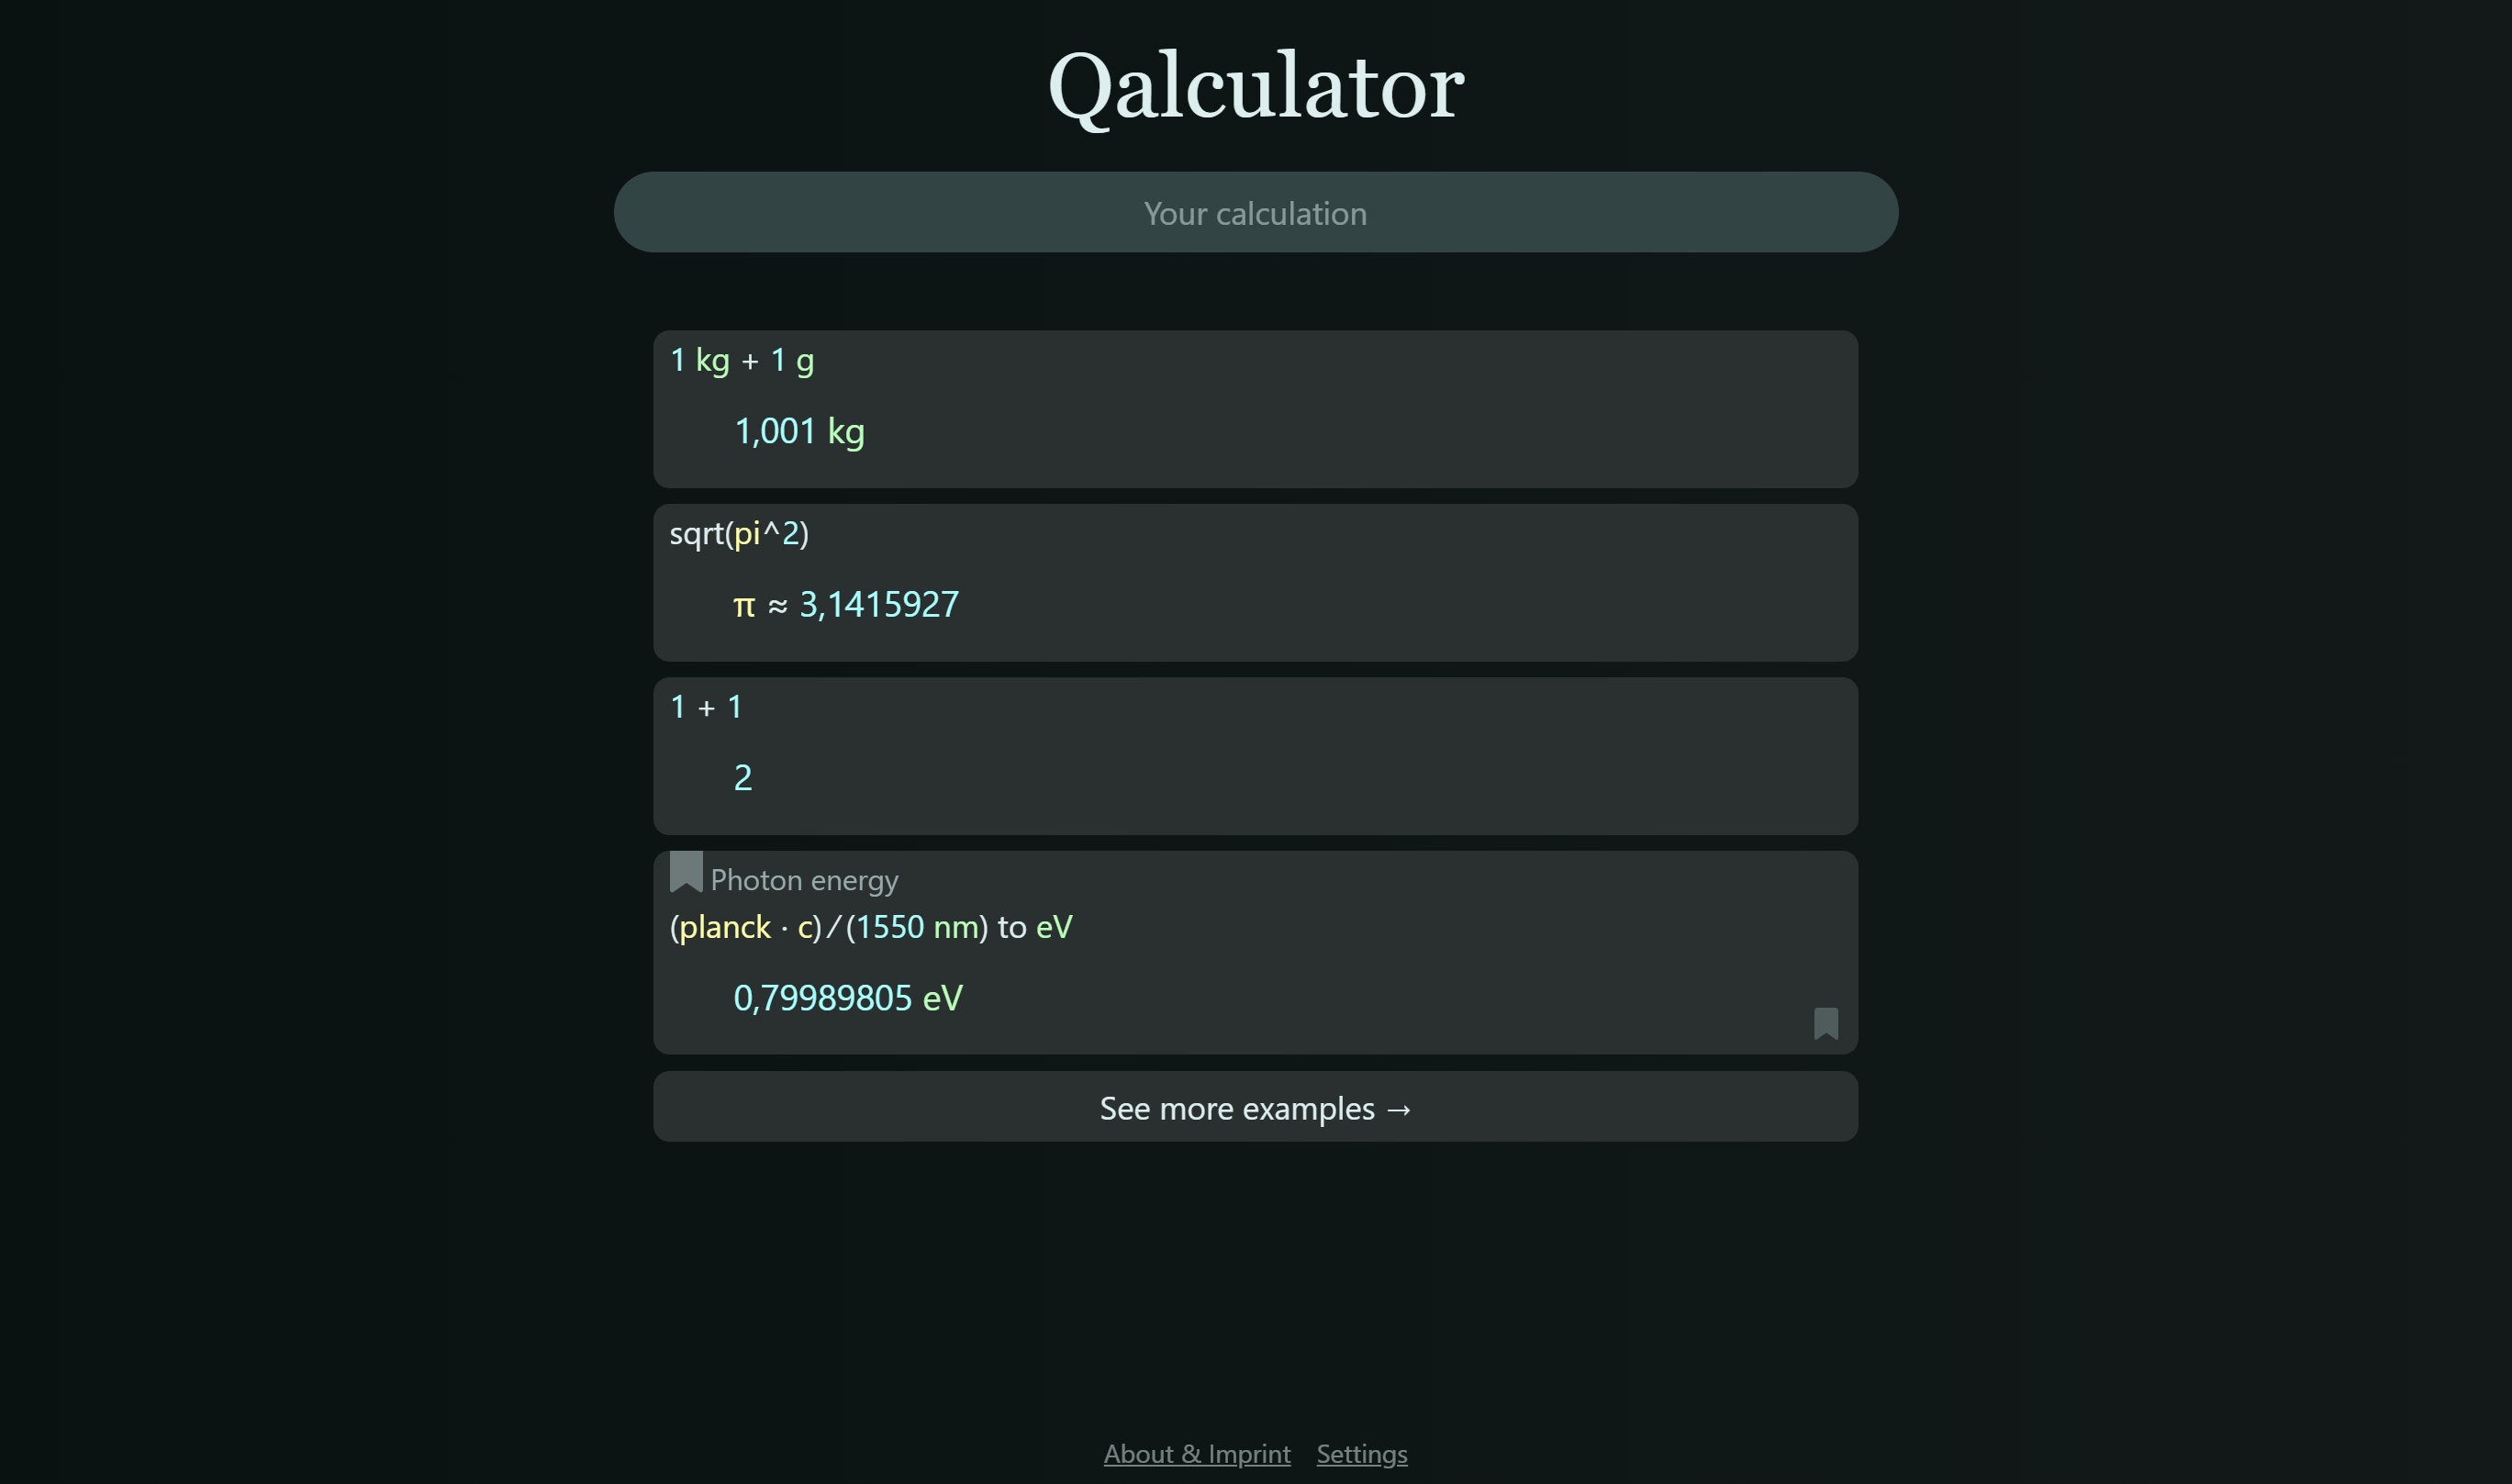 Qalculator
Your calculation
1 kg + 1 g
1,001 kg
sqrt(pi^2)
π ≈ 3,1415927
1 + 1
2
Photon energy
(planck · c) ∕ (1550 nm) to eV
0,79989805 eV
See more examples →
About & Imprint Settings